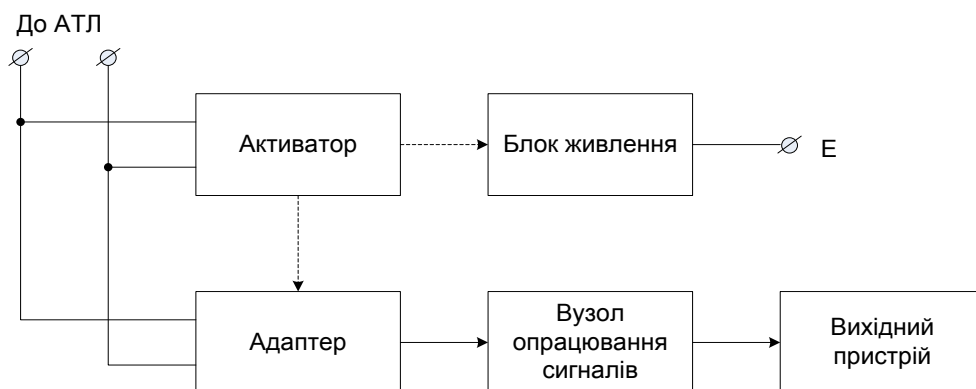 До АТЛ
Активатор
Блок живлення
Е
Адаптер
Вузол
опрацювання
сигналів
Вихідний
пристрій